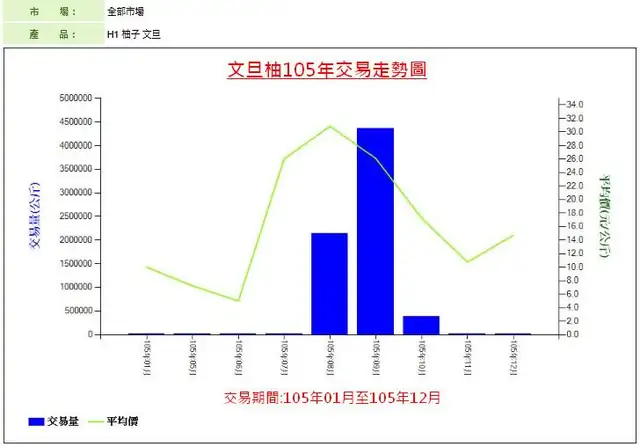 市 場： 全部市場
產 品： H1 柚子 文旦
文旦柚105年交易走勢圖
5000000
4500000
4000000
3500000
3000000
2500000
2000000
1500000
1000000
500000
0
交易量(公斤)
34.0
32.0
30.0
28.0
26.0
24.0
22.0
20.0
18.0
16.0
14.0
12.0
10.0
8.0
6.0
4.0
2.0
0.0
平均價(元/公斤)
105年01月
105年05月
105年06月
105年07月
105年08月
105年09月
105年10月
105年11月
105年12月
交易期間:105年01月至105年12月
交易量 平均價